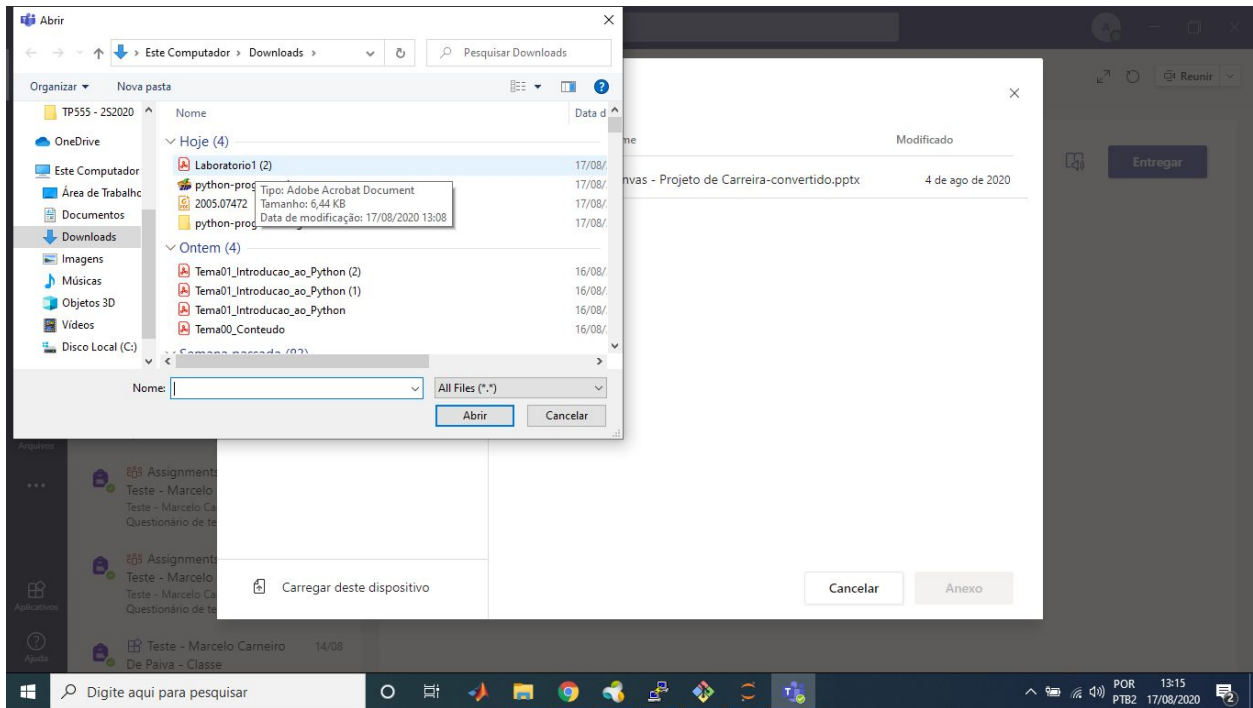 Abrir
Este Computador > Downloads >
Pesquisar Downloads
Organizar
Nova pasta
TP555 - 2S2020
OneDrive
Este Computador
Área de Trabalho
Documentos
Downloads
Imagens
Músicas
Objetos 3D
Vídeos
Disco Local (C:)
Nome
Data d
Hoje (4)
Laboratorio1 (2)
17/08/
python-prog
17/08/
2005.07472
17/08/
python-prog
17/08/
Tipo: Adobe Acrobat Document
Tamanho: 6,44 KB
Data de modificação: 17/08/2020 13:08
Ontem (4)
Tema01_Introducao_ao_Python (2)
16/08/
Tema01_Introducao_ao_Python (1)
16/08/
Tema01_Introducao_ao_Python
16/08/
Tema00_Conteudo
16/08/
Semana passada (92)
Nome:
All Files (*.*)
Abrir
Cancelar
me
Modificado
nvas - Projeto de Carreira-convertido.pptx
4 de ago de 2020
Reunir
Entregar
Arquivos
Assignments
Teste - Marcelo
Teste - Marcelo Ca
Questionário de te
Assignments
Teste - Marcelo
Teste - Marcelo Ca
Questionário de te
Teste - Marcelo Carneiro
14/08
De Paiva - Classe
Aplicativos
Ajuda
Carregar deste dispositivo
Cancelar
Anexo
Digite aqui para pesquisar
POR
PTB2
13:15
17/08/2020
2